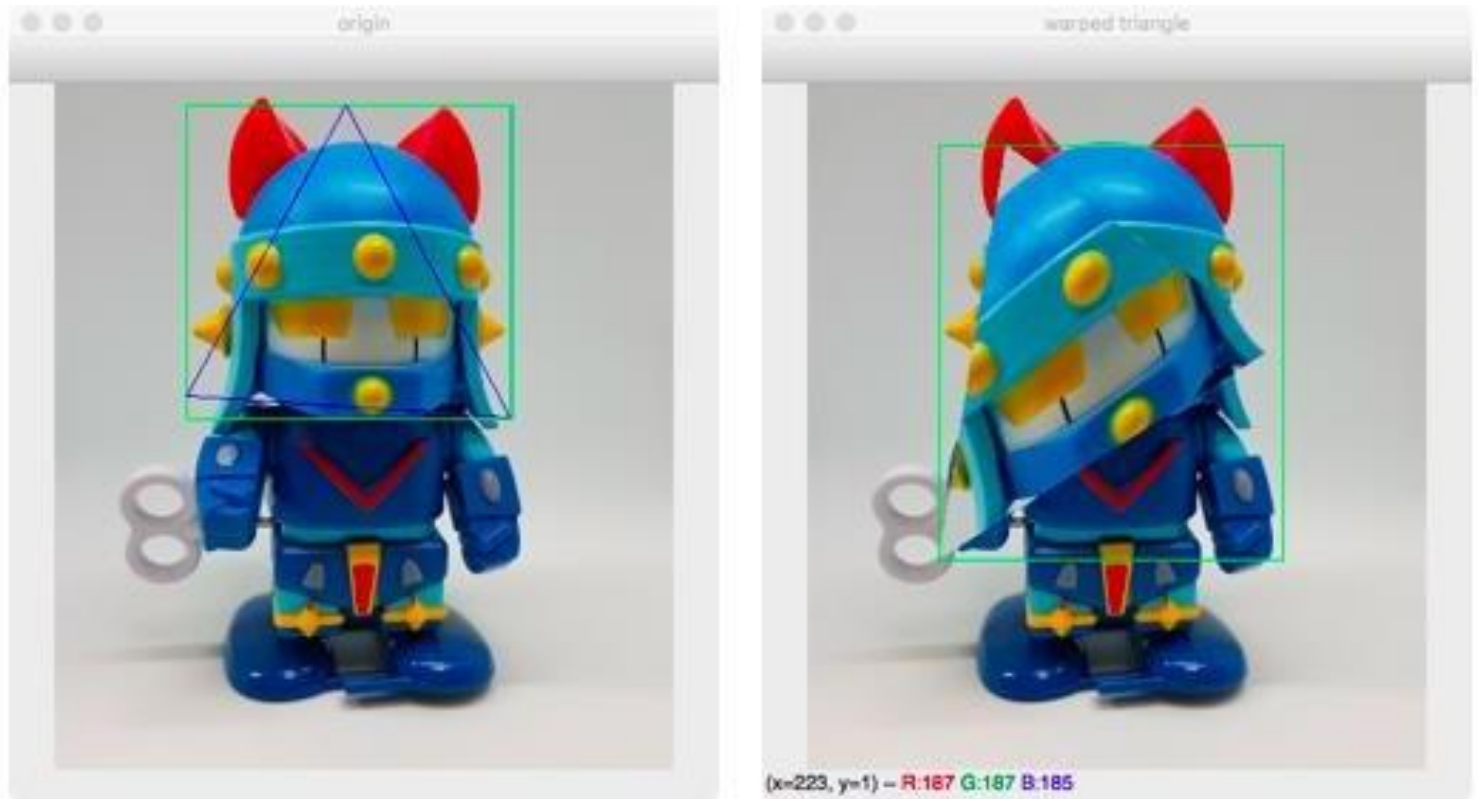 origin
warped triangle
(x=223, y=1) ~ R:187 G:187 B:185